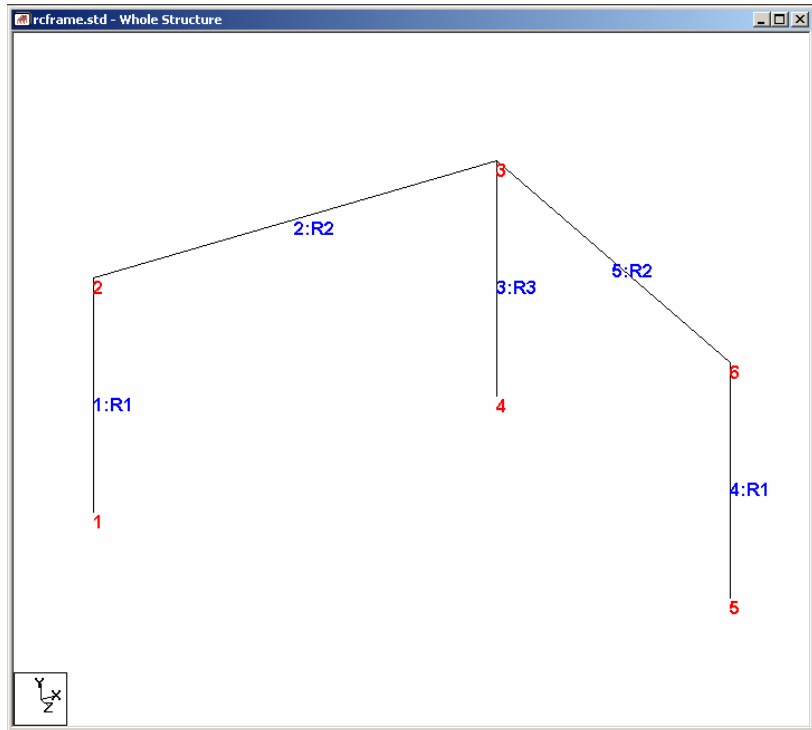 rcframe.std - Whole Structure
3
2:R2
5:R2
2
3:R3
6
1:R1
4
4:R1
1
5
Y
X
Z